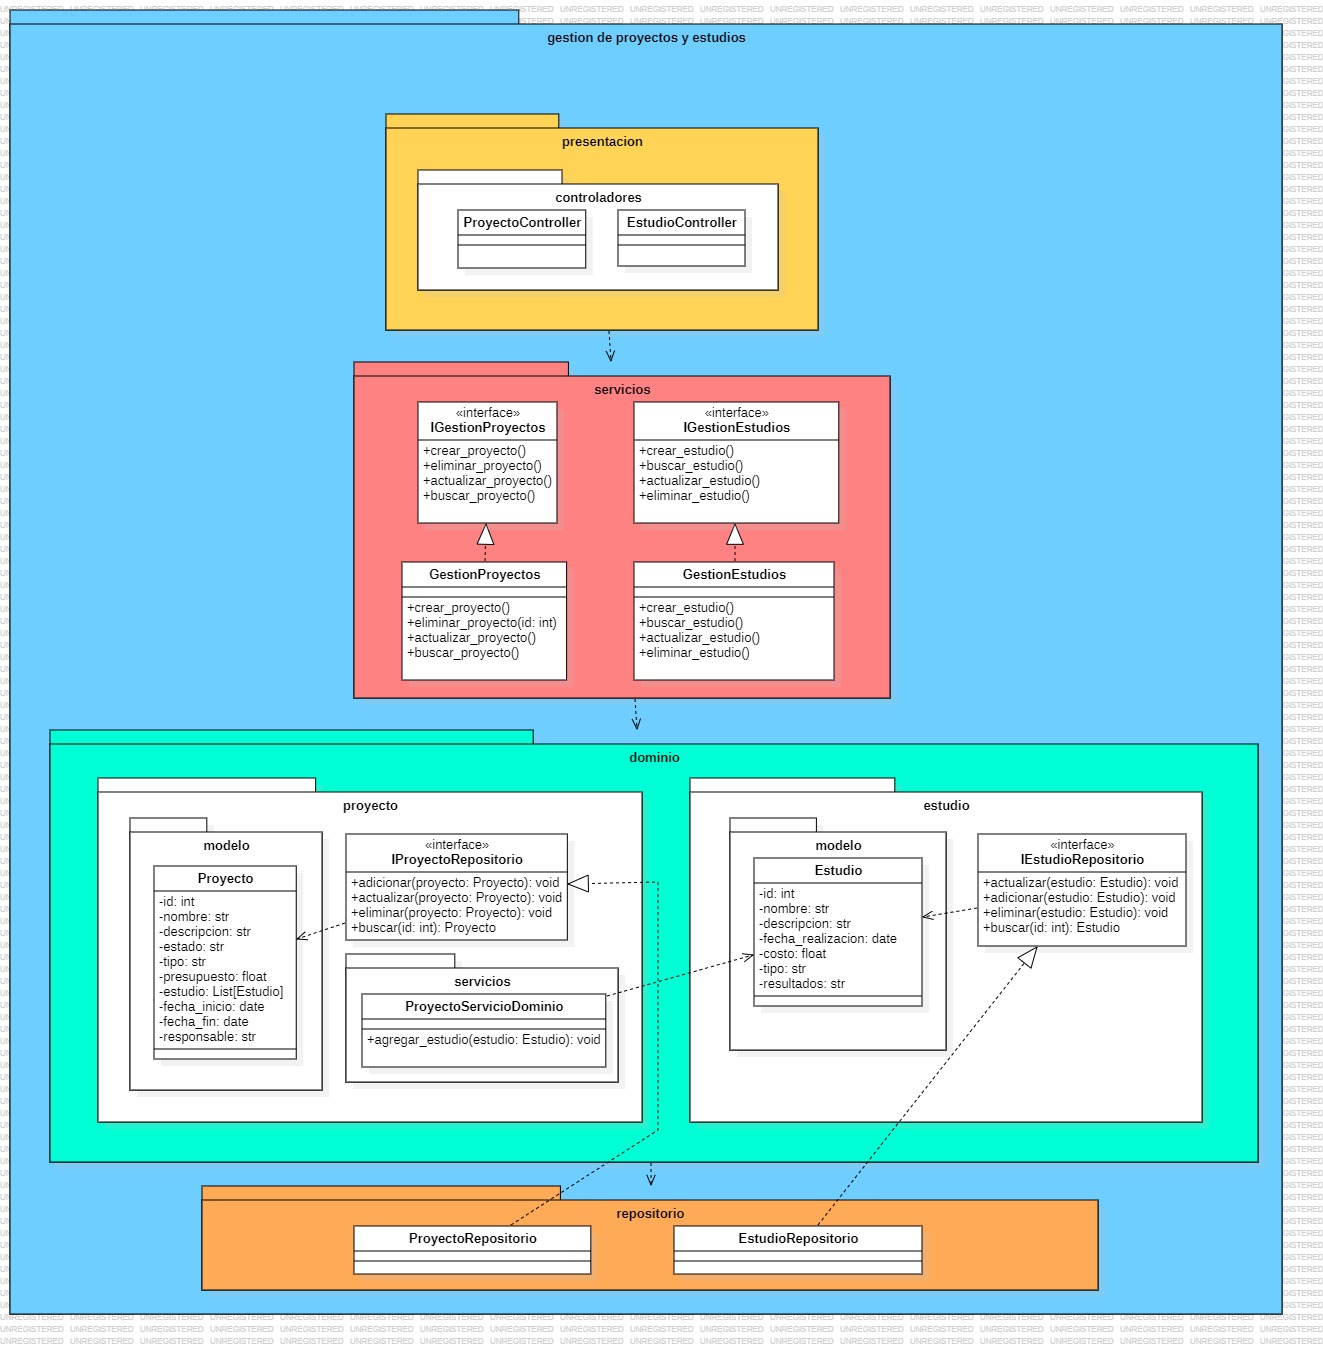 gestion de proyectos y estudios
presentacion
controladores
ProyectoController
EstudioController
servicios
«interface»
IGestionProyectos
+crear_proyecto()
+eliminar_proyecto()
+actualizar_proyecto()
+buscar_proyecto()
«interface»
IGestionEstudios
+crear_estudio()
+buscar_estudio()
+actualizar_estudio()
+eliminar_estudio()
GestionProyectos
+crear_proyecto()
+eliminar_proyecto(id: int)
+actualizar_proyecto()
+buscar_proyecto()
GestionEstudios
+crear_estudio()
+buscar_estudio()
+actualizar_estudio()
+eliminar_estudio()
dominio
proyecto
modelo
Proyecto
-id: int
-nombre: str
-descripcion: str
-estado: str
-tipo: str
-presupuesto: float
-estudio: List[Estudio]
-fecha_inicio: date
-fecha_fin: date
-responsable: str
«interface»
IProyectoRepositorio
+adicionar(proyecto: Proyecto): void
+actualizar(proyecto: Proyecto): void
+eliminar(proyecto: Proyecto): void
+buscar(id: int): Proyecto
servicios
ProyectoServicioDominio
+agregar_estudio(estudio: Estudio): void
estudio
modelo
Estudio
-id: int
-nombre: str
-descripcion: str
-fecha_realizacion: date
-costo: float
-tipo: str
-resultados: str
«interface»
IEstudioRepositorio
+actualizar(estudio: Estudio): void
+adicionar(estudio: Estudio): void
+eliminar(estudio: Estudio): void
+buscar(id: int): Estudio
repositorio
ProyectoRepositorio
EstudioRepositorio
UNREGISTERED